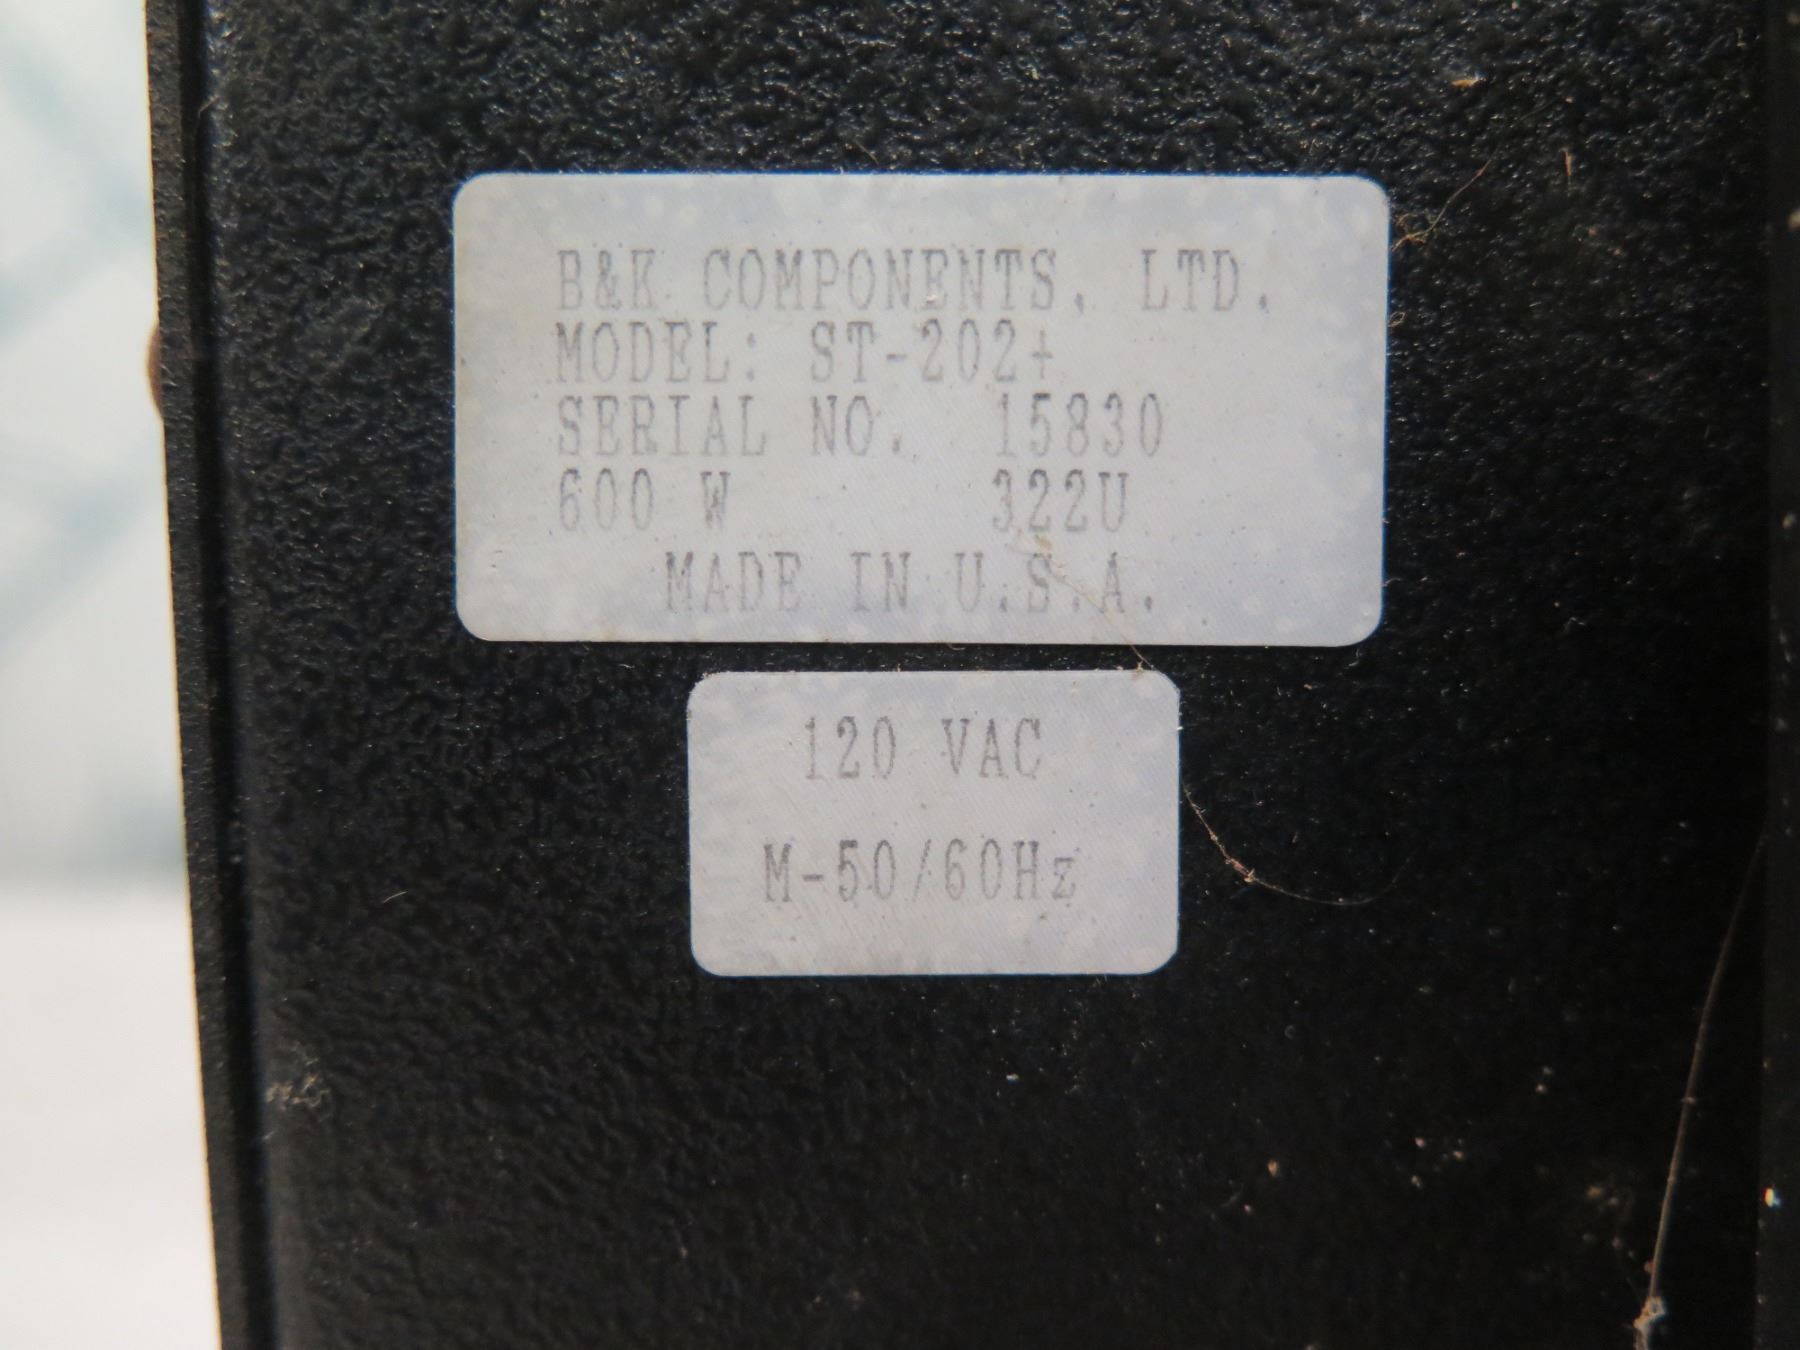 B&K COMPONENTS, LTD.
MODEL: ST-202+
SERIAL NO. 15830
600 W 322U
MADE IN U.S.A.
120 VAC
M-50/60Hz